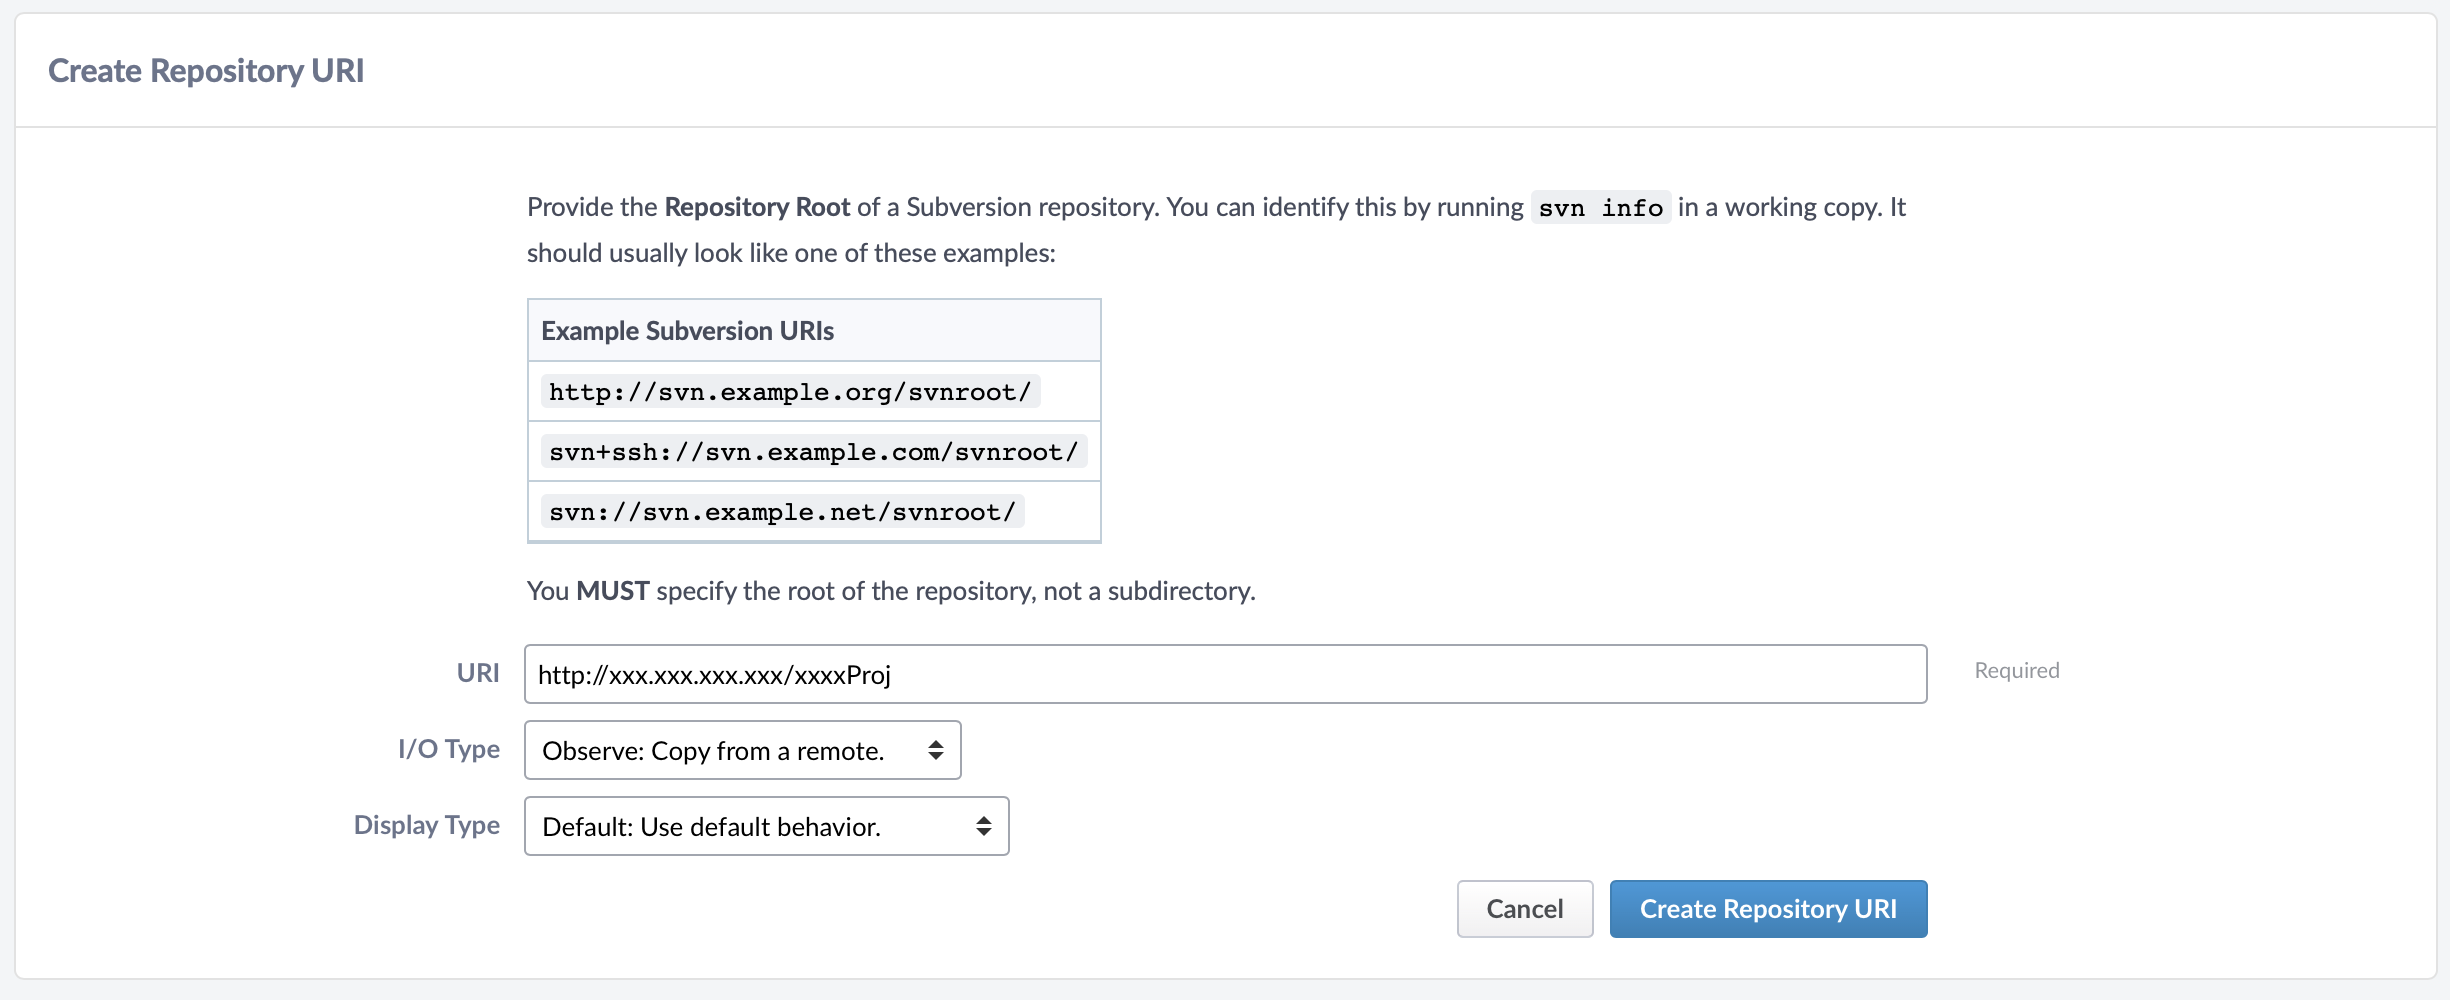 Create Repository URI
Provide the Repository Root of a Subversion repository. You can identify this by running svn info in a working copy. It
should usually look like one of these examples:
Example Subversion URIs
http://svn.example.org/svnroot/
svn+ssh://svn.example.com/svnroot/
svn://svn.example.net/svnroot/
You MUST specify the root of the repository, not a subdirectory.
URI http://xxx.xxx.xxx.xxx/xxxxProj Required
I/O Type Observe: Copy from a remote.
Display Type Default: Use default behavior.
Cancel Create Repository URI